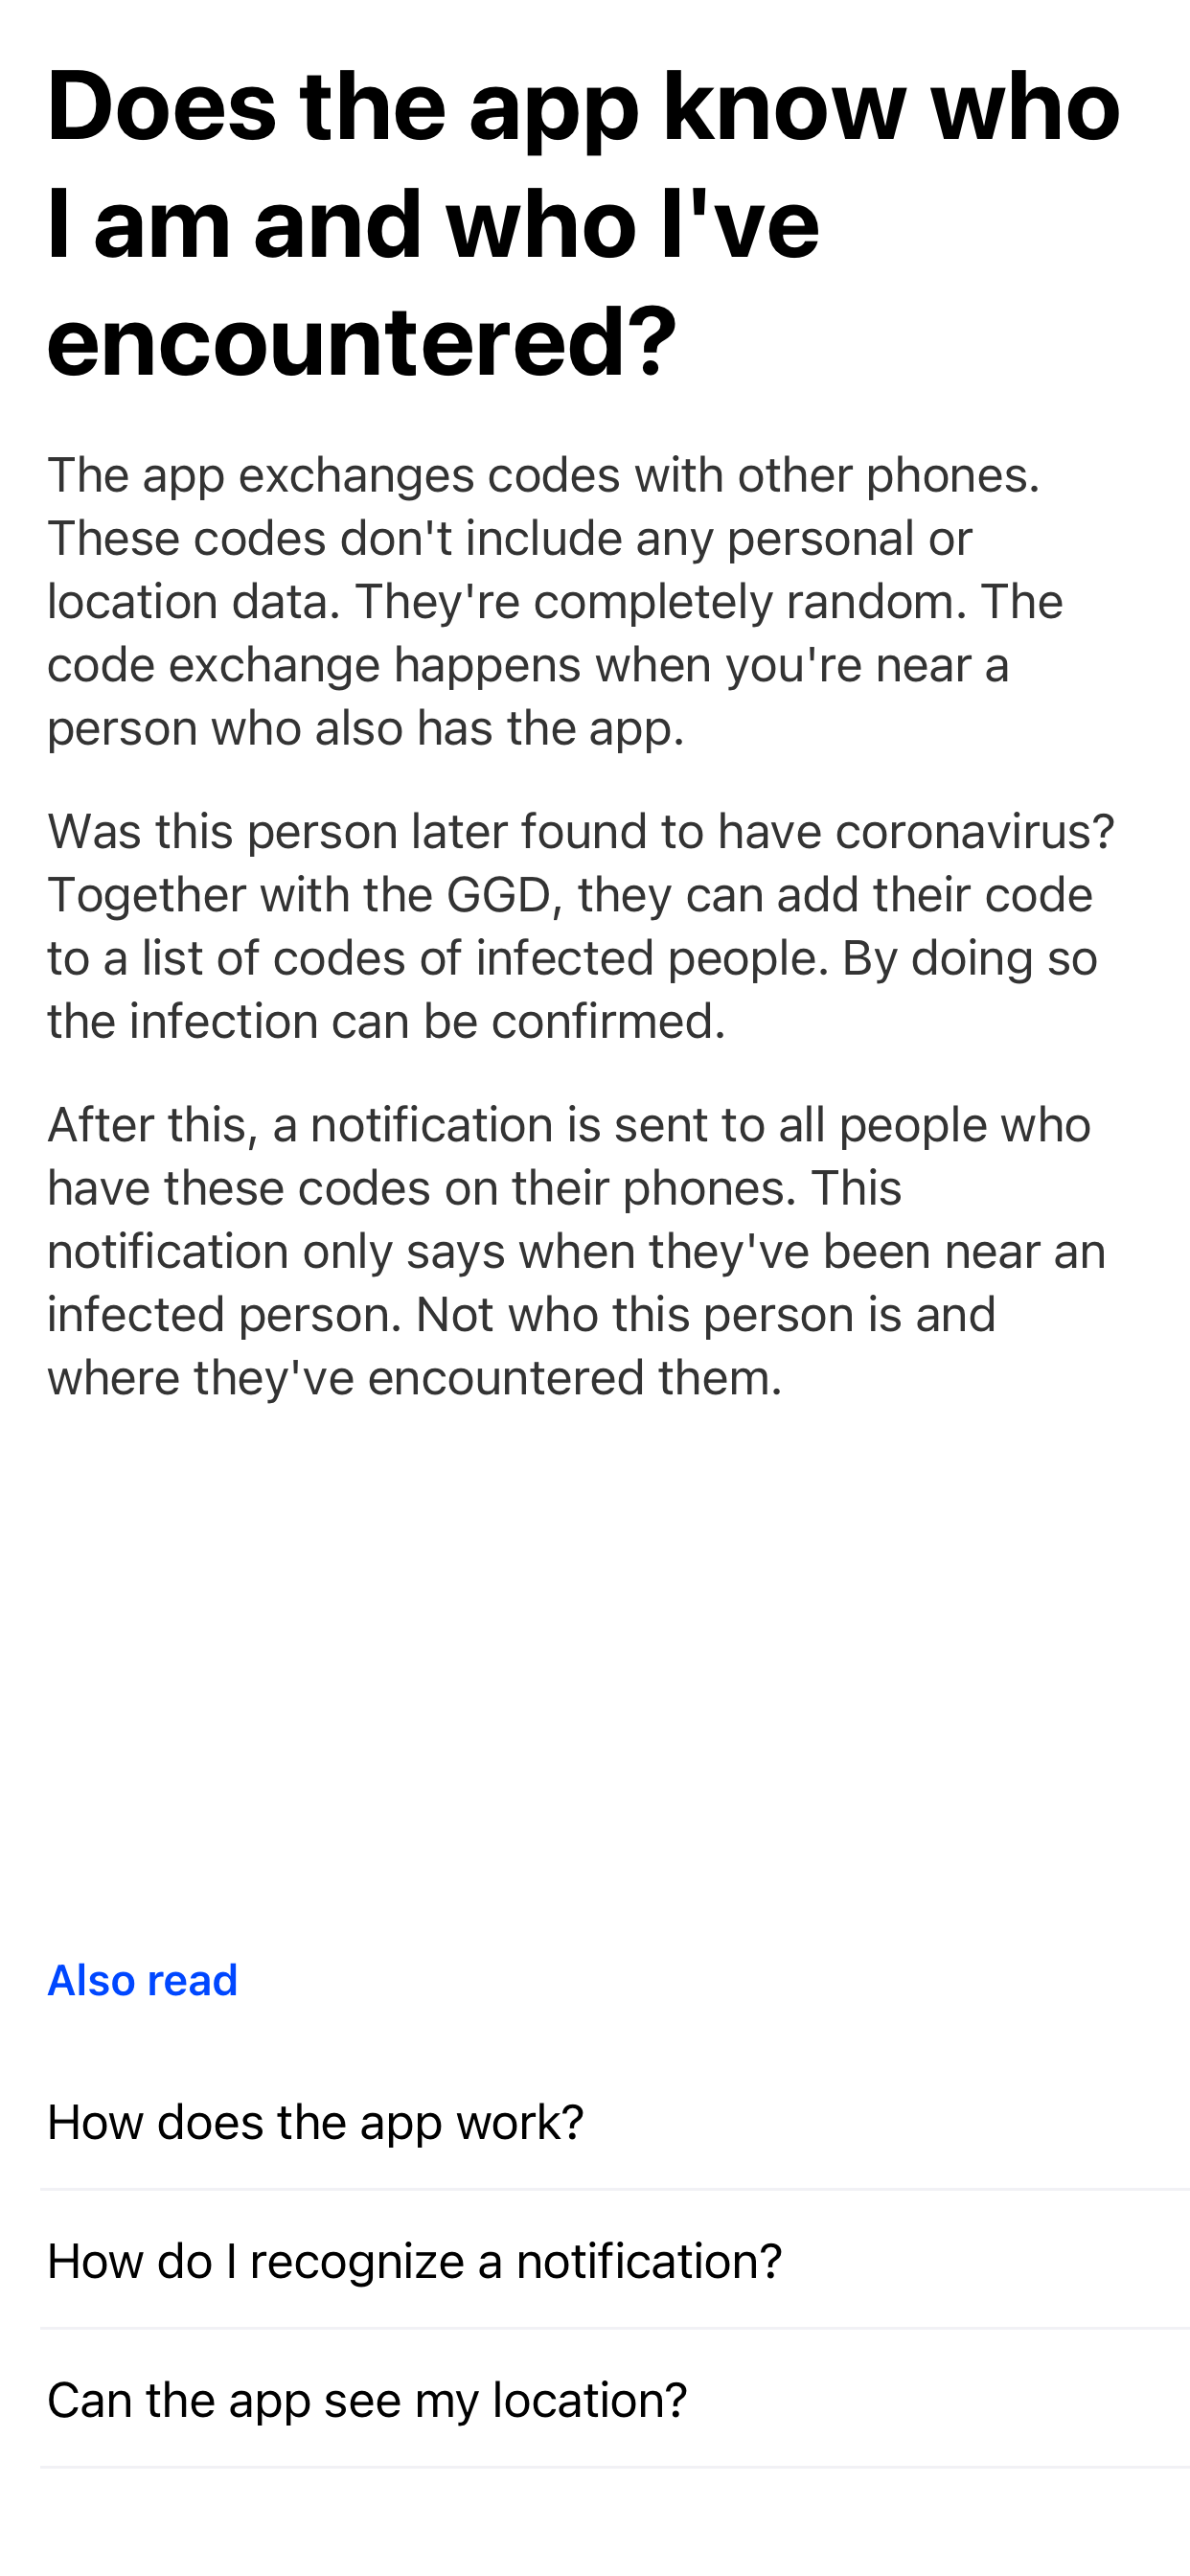 Does the app know who
I am and who I've
encountered?
The app exchanges codes with other phones.
These codes don't include any personal or
location data. They're completely random. The
code exchange happens when you're near a
person who also has the app.
Was this person later found to have coronavirus?
Together with the GGD, they can add their code
to a list of codes of infected people. By doing so
the infection can be confirmed.
After this, a notification is sent to all people who
have these codes on their phones. This
notification only says when they've been near an
infected person. Not who this person is and
where they've encountered them.
Also read
How does the app work?
How do I recognize a notification?
Can the app see my location?